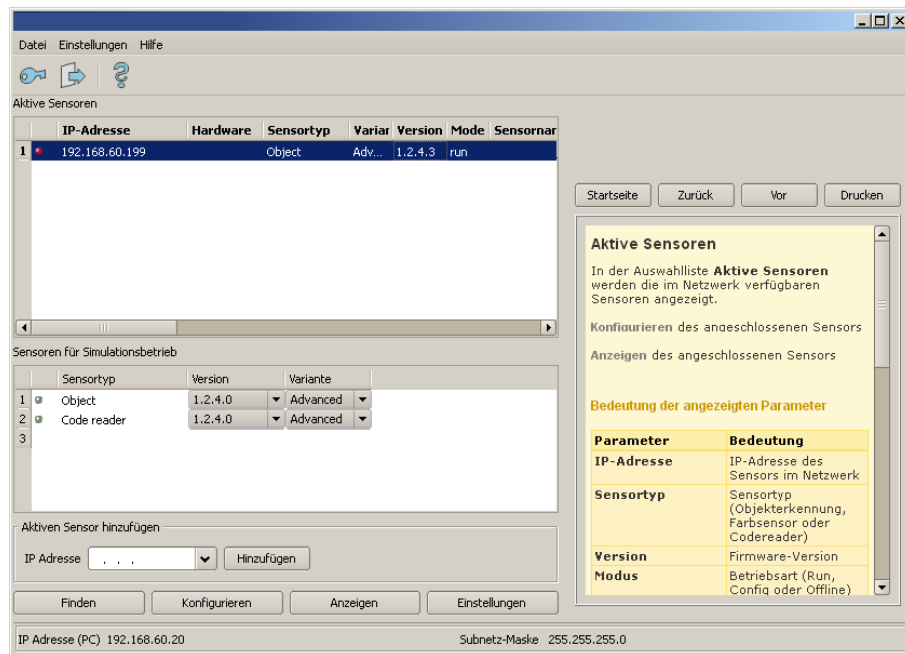 Datei Einstellungen Hilfe
Aktive Sensoren
IP-Adresse Hardware Sensortyp Variar Version Mode Sensornar
1 192.168.60.199 Object Adv... 1.2.4.3 run
Sensoren für Simulationsbetrieb
Sensortyp Version Variante
1 Object 1.2.4.0 Advanced
2 Code reader 1.2.4.0 Advanced
3
Aktiven Sensor hinzufügen
IP Adresse . . . Hinzufügen
Finden Konfigurieren Anzeigen Einstellungen
Startseite Zurück Vor Drucken
Aktive Sensoren
In der Auswahlliste Aktive Sensoren
werden die im Netzwerk verfügbaren
Sensoren angezeigt.
Konfigurieren des angeschlossenen Sensors
Anzeigen des angeschlossenen Sensors
Bedeutung der angezeigten Parameter
Parameter Bedeutung
IP-Adresse IP-Adresse des
Sensors im Netzwerk
Sensortyp Sensortyp
(Objekterkennung,
Farbsensor oder
Codereader)
Version Firmware-Version
Modus Betriebsart (Run,
Config oder Offline)
IP Adresse (PC) 192.168.60.20 Subnetz-Maske 255.255.255.0